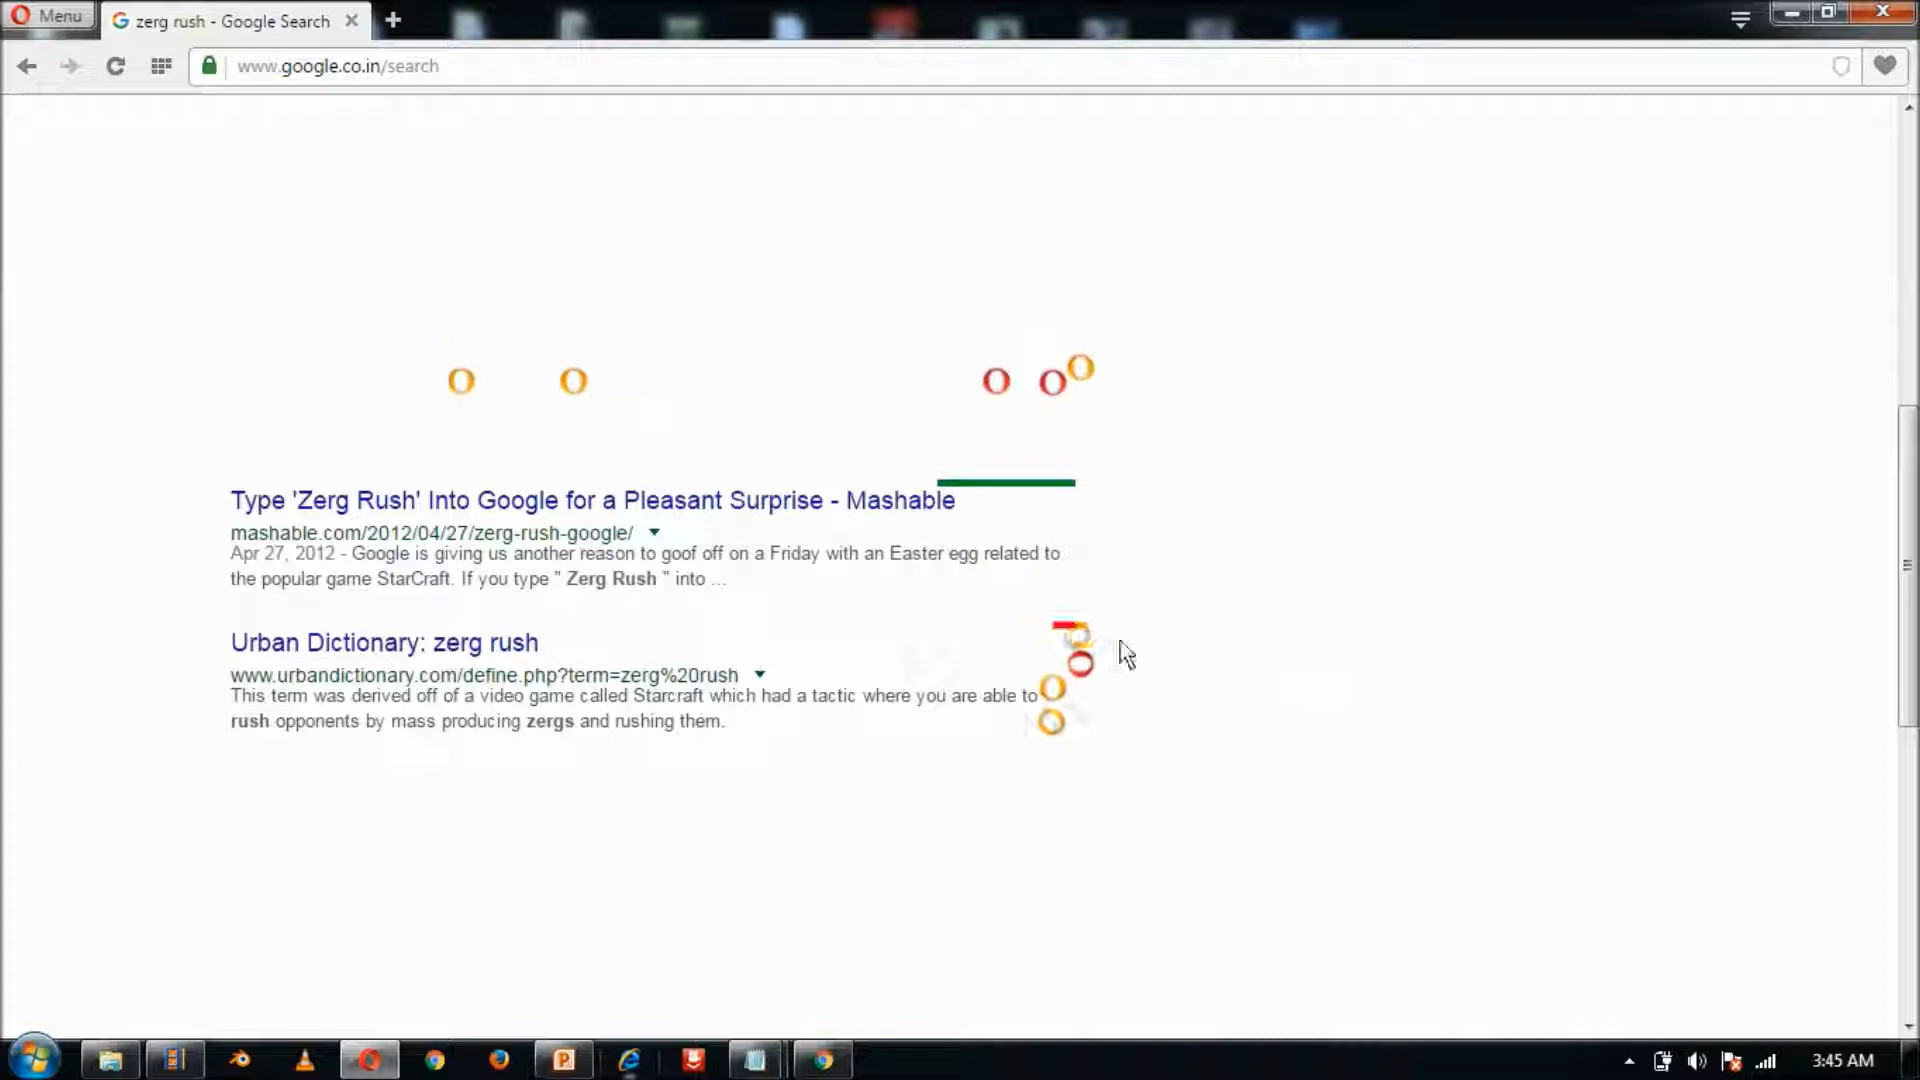 Menu
zerg rush - Google Search
www.google.co.in/search
Type 'Zerg Rush' Into Google for a Pleasant Surprise - Mashable
mashable.com/2012/04/27/zerg-rush-google/
Apr 27, 2012 - Google is giving us another reason to goof off on a Friday with an Easter egg related to
the popular game StarCraft. If you type " Zerg Rush " into ...
Urban Dictionary: zerg rush
www.urbandictionary.com/define.php?term=zerg%20rush
This term was derived off of a video game called Starcraft which had a tactic where you are able to
rush opponents by mass producing zergs and rushing them.
3:45 AM